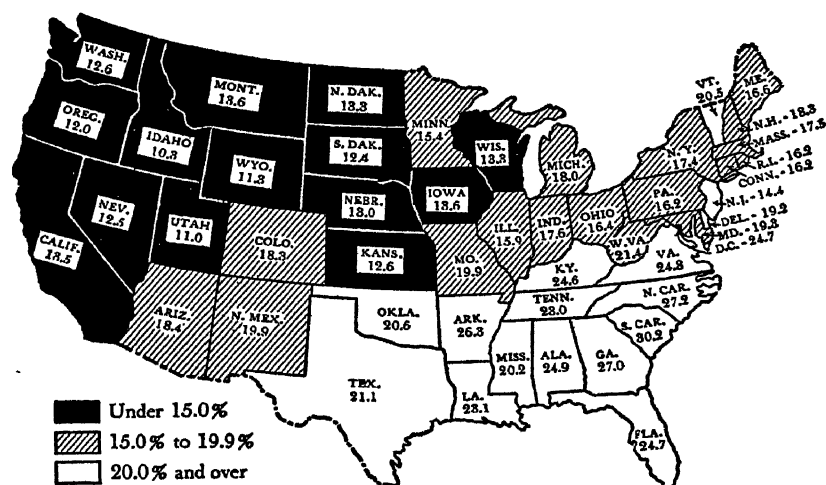 WASH.
12.6
OREG.
12.0
CALIF.
13.5
NEV.
12.5
IDAHO
10.3
MONT.
13.6
WYO.
11.3
UTAH
11.0
COLO.
18.3
ARIZ.
18.4
N. MEX.
19.9
N. DAK.
13.3
S. DAK.
12.4
NEBR.
13.0
KANS.
12.6
OKLA.
20.6
TEX.
21.1
MINN.
15.4
IOWA
13.6
MO.
19.9
ARK.
26.3
LA.
23.1
WIS.
13.3
ILL.
15.9
MICH.
18.0
IND.
17.6
OHIO
16.4
KY.
24.6
TENN.
23.0
MISS.
20.2
ALA.
24.9
GA.
27.0
FLA.
24.7
S. CAR.
30.2
N. CAR.
27.2
VA.
24.8
W. VA.
21.4
PA.
16.2
N. Y.
17.4
VT.
20.5
ME.
16.6
N.H. - 18.3
MASS. - 17.5
R.I. - 16.2
CONN. - 16.2
N.J. - 14.4
DEL. - 19.2
MD. - 19.3
D.C. - 24.7
Under 15.0%
15.0% to 19.9%
20.0% and over